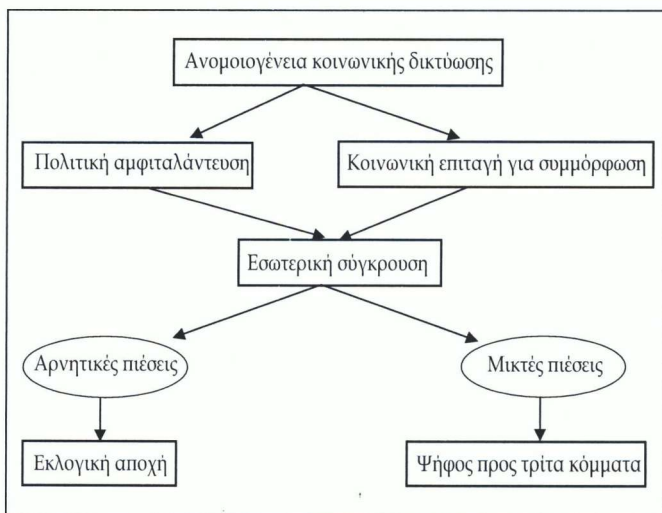 Ανομοιογένεια κοινωνικής δικτύωσης
Πολιτική αμφιταλάντευση
Κοινωνική επιταγή για συμμόρφωση
Εσωτερική σύγκρουση
Αρνητικές πιέσεις
Μικτές πιέσεις
Εκλογική αποχή
Ψήφος προς τρίτα κόμματα